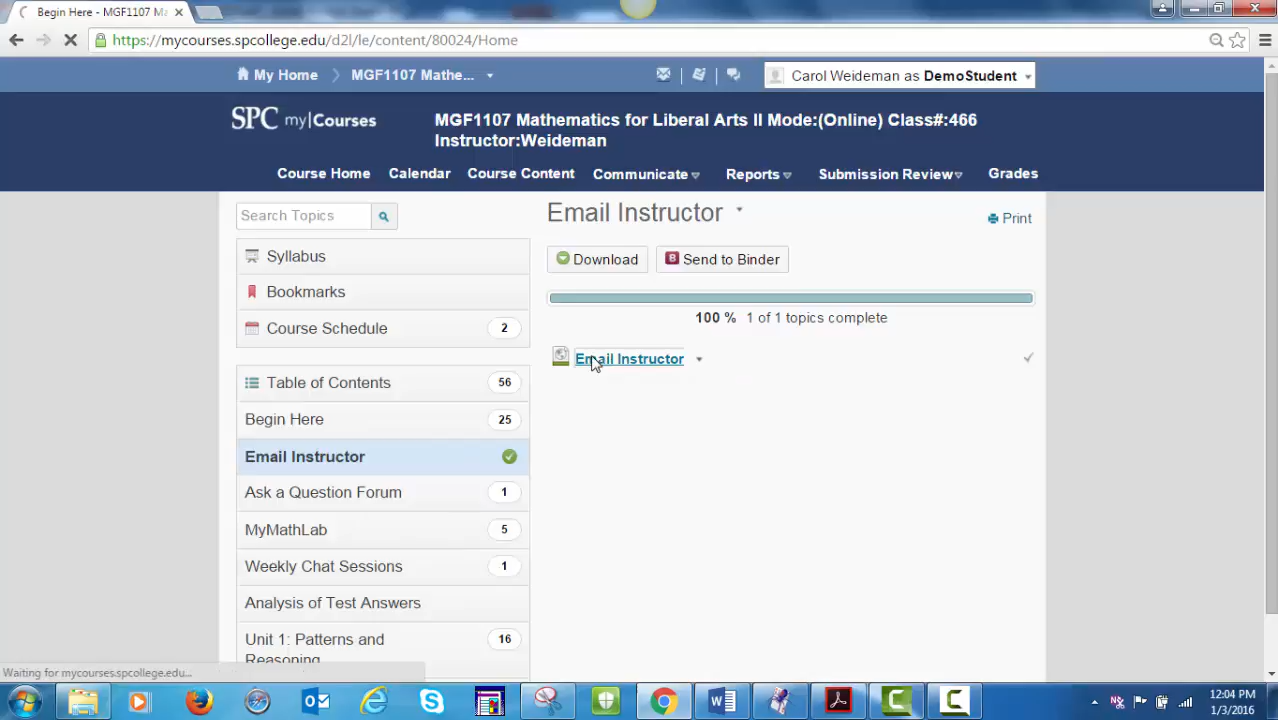 Begin Here - MGF1107 Ma
https://mycourses.spcollege.edu/d2l/le/content/80024/Home
My Home
MGF1107 Mathe...
Carol Weideman as DemoStudent
SPC my|Courses
MGF1107 Mathematics for Liberal Arts II Mode:(Online) Class#:466
Instructor:Weideman
Course Home
Calendar
Course Content
Communicate
Reports
Submission Review
Grades
Search Topics
Syllabus
Bookmarks
Course Schedule 2
Table of Contents 56
Begin Here 25
Email Instructor
Ask a Question Forum 1
MyMathLab 5
Weekly Chat Sessions 1
Analysis of Test Answers
Unit 1: Patterns and 16
Reasoning
Email Instructor
Print
Download
Send to Binder
100 % 1 of 1 topics complete
Email Instructor
Waiting for mycourses.spcollege.edu...
12:04 PM
1/3/2016